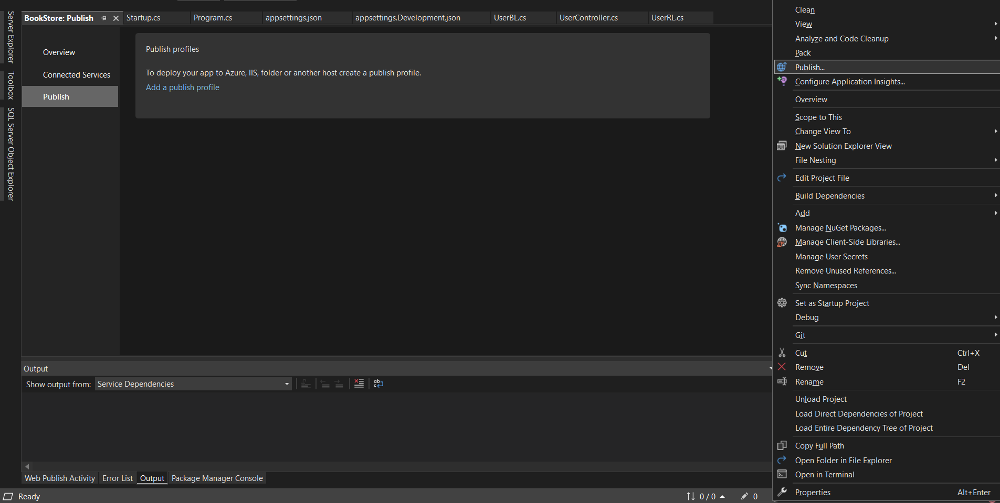 Server Explorer
Toolbox
SQL Server Object Explorer
BookStore: Publish
Startup.cs
Program.cs
appsettings.json
appsettings.Development.json
UserBL.cs
UserController.cs
UserRL.cs
Overview
Connected Services
Publish
Publish profiles
To deploy your app to Azure, IIS, folder or another host create a publish profile.
Add a publish profile
Output
Show output from: Service Dependencies
Web Publish Activity
Error List
Output
Package Manager Console
Ready
0 / 0
0
Clean
View
Analyze and Code Cleanup
Pack
Publish...
Configure Application Insights...
Overview
Scope to This
Change View To
New Solution Explorer View
File Nesting
Edit Project File
Build Dependencies
Add
Manage NuGet Packages...
Manage Client-Side Libraries...
Manage User Secrets
Remove Unused References...
Sync Namespaces
Set as Startup Project
Debug
Git
Cut Ctrl+X
Remove Del
Rename F2
Unload Project
Load Direct Dependencies of Project
Load Entire Dependency Tree of Project
Copy Full Path
Open Folder in File Explorer
Open in Terminal
Properties Alt+Enter